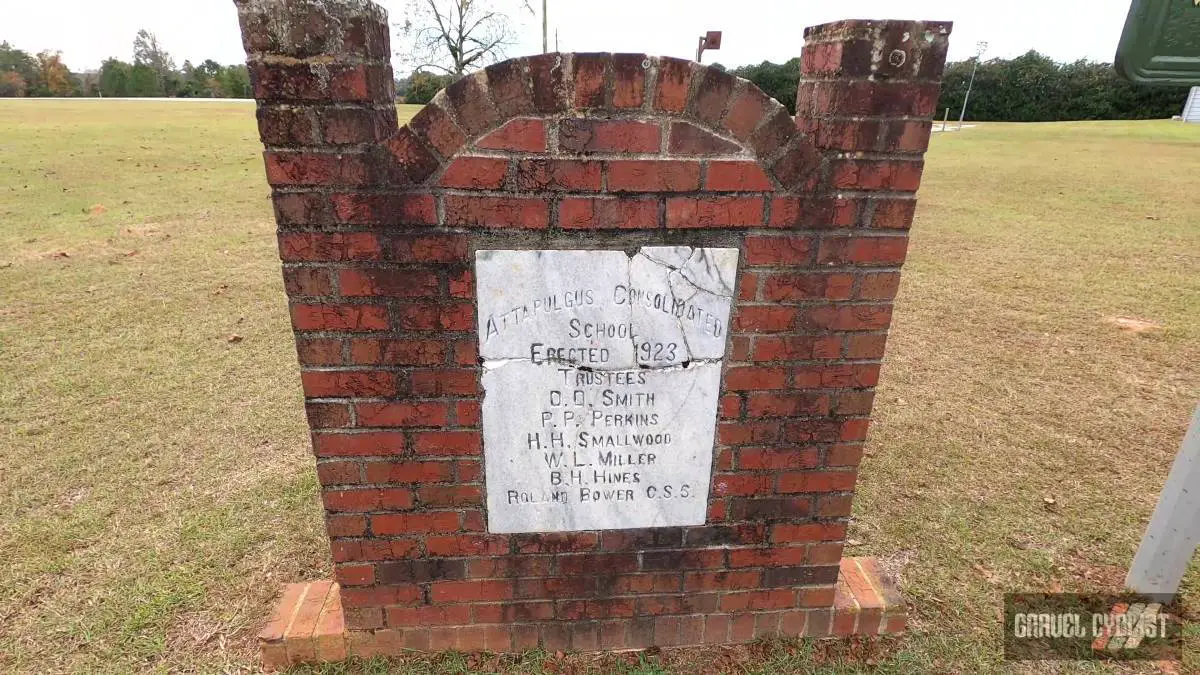 ATTAPULGUS CONSOLIDATED
SCHOOL
ERECTED 1923
TRUSTEES
O.O. SMITH
P.P. PERKINS
H.H. SMALLWOOD
W.L. MILLER
B.H. HINES
ROLAND BOWER C.S.S.
GRAVEL CYCLIST